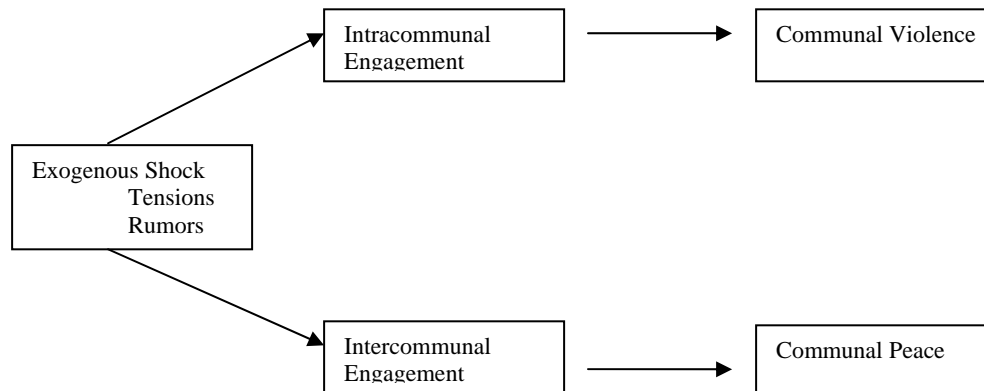 Intracommunal
Engagement
Communal Violence
Exogenous Shock
Tensions
Rumors
Intercommunal
Engagement
Communal Peace